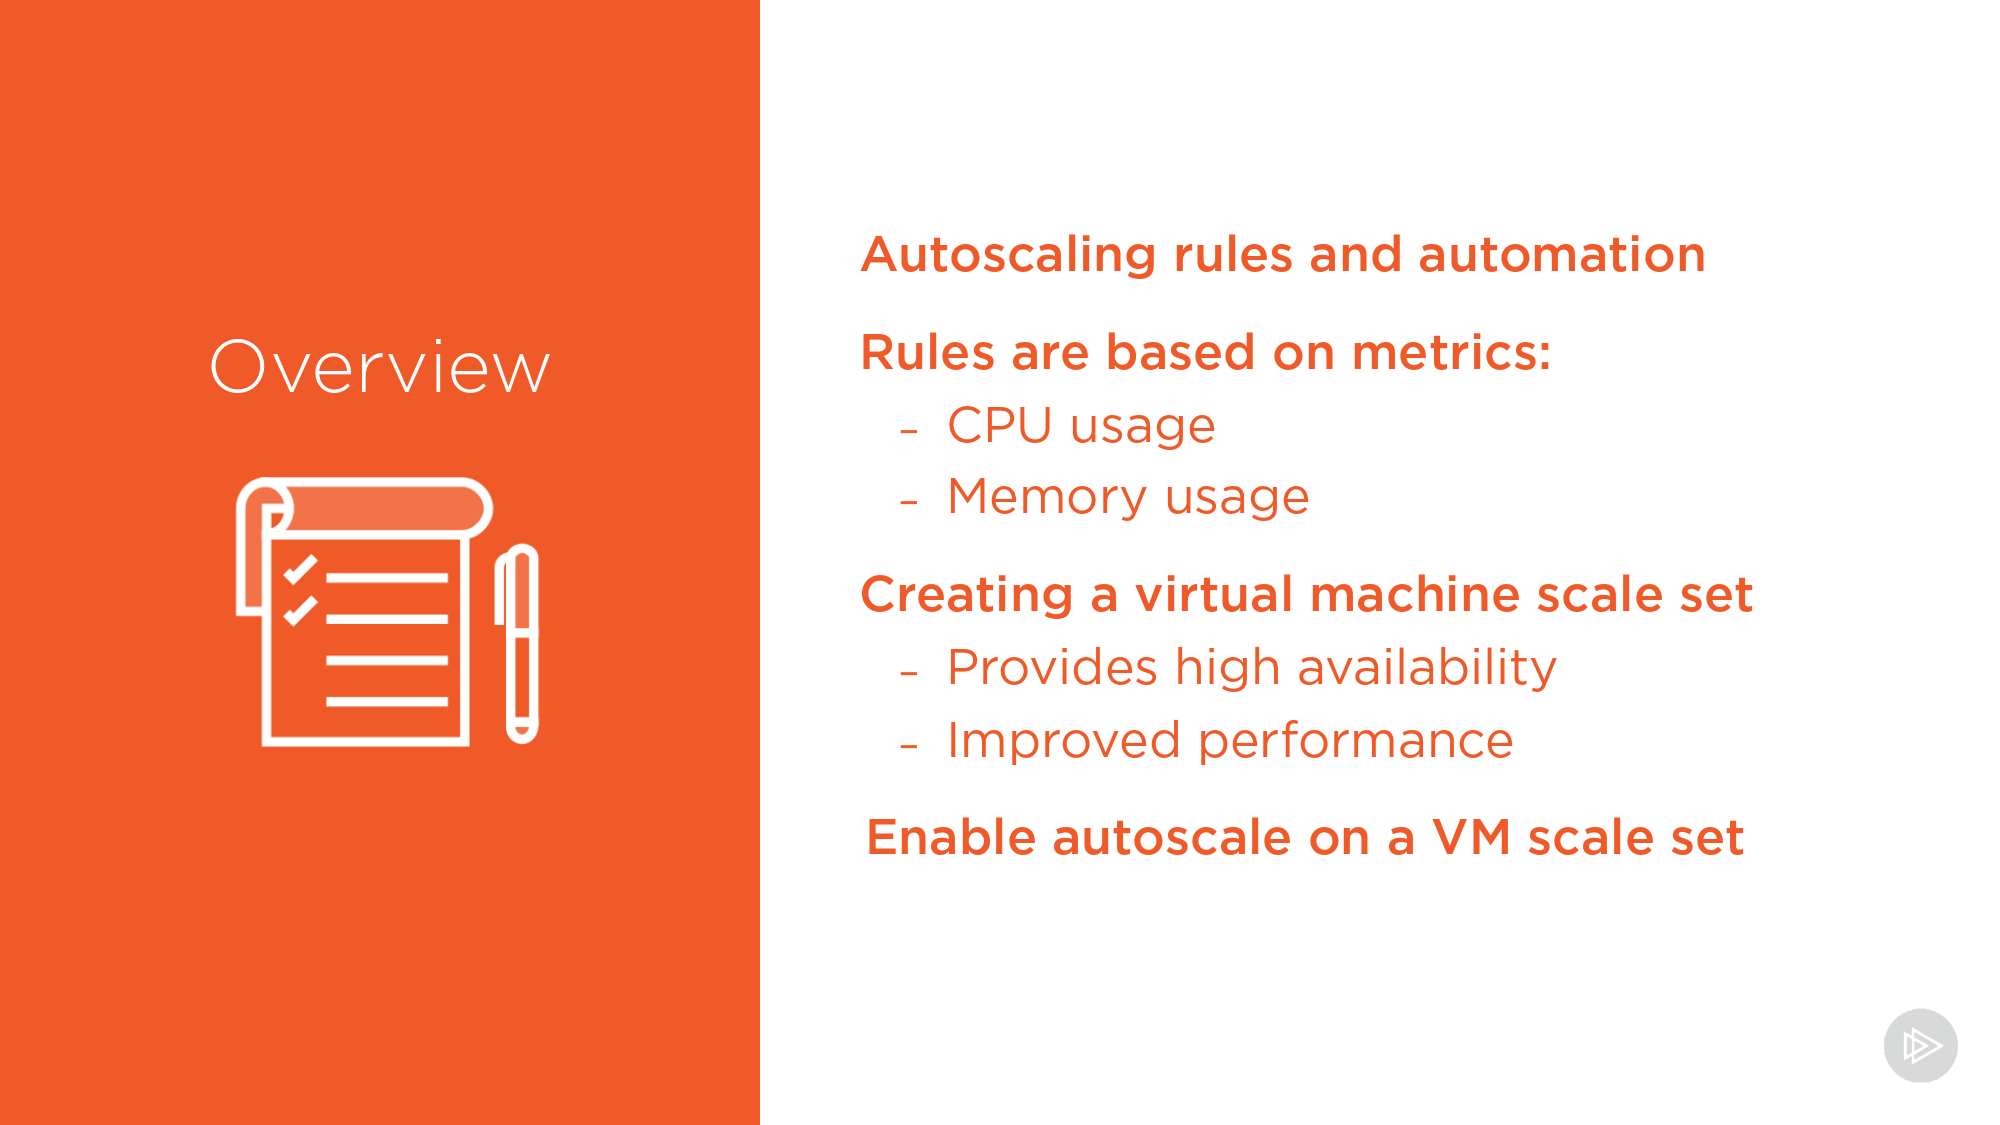 Overview
Autoscaling rules and automation
Rules are based on metrics:
– CPU usage
– Memory usage
Creating a virtual machine scale set
– Provides high availability
– Improved performance
Enable autoscale on a VM scale set